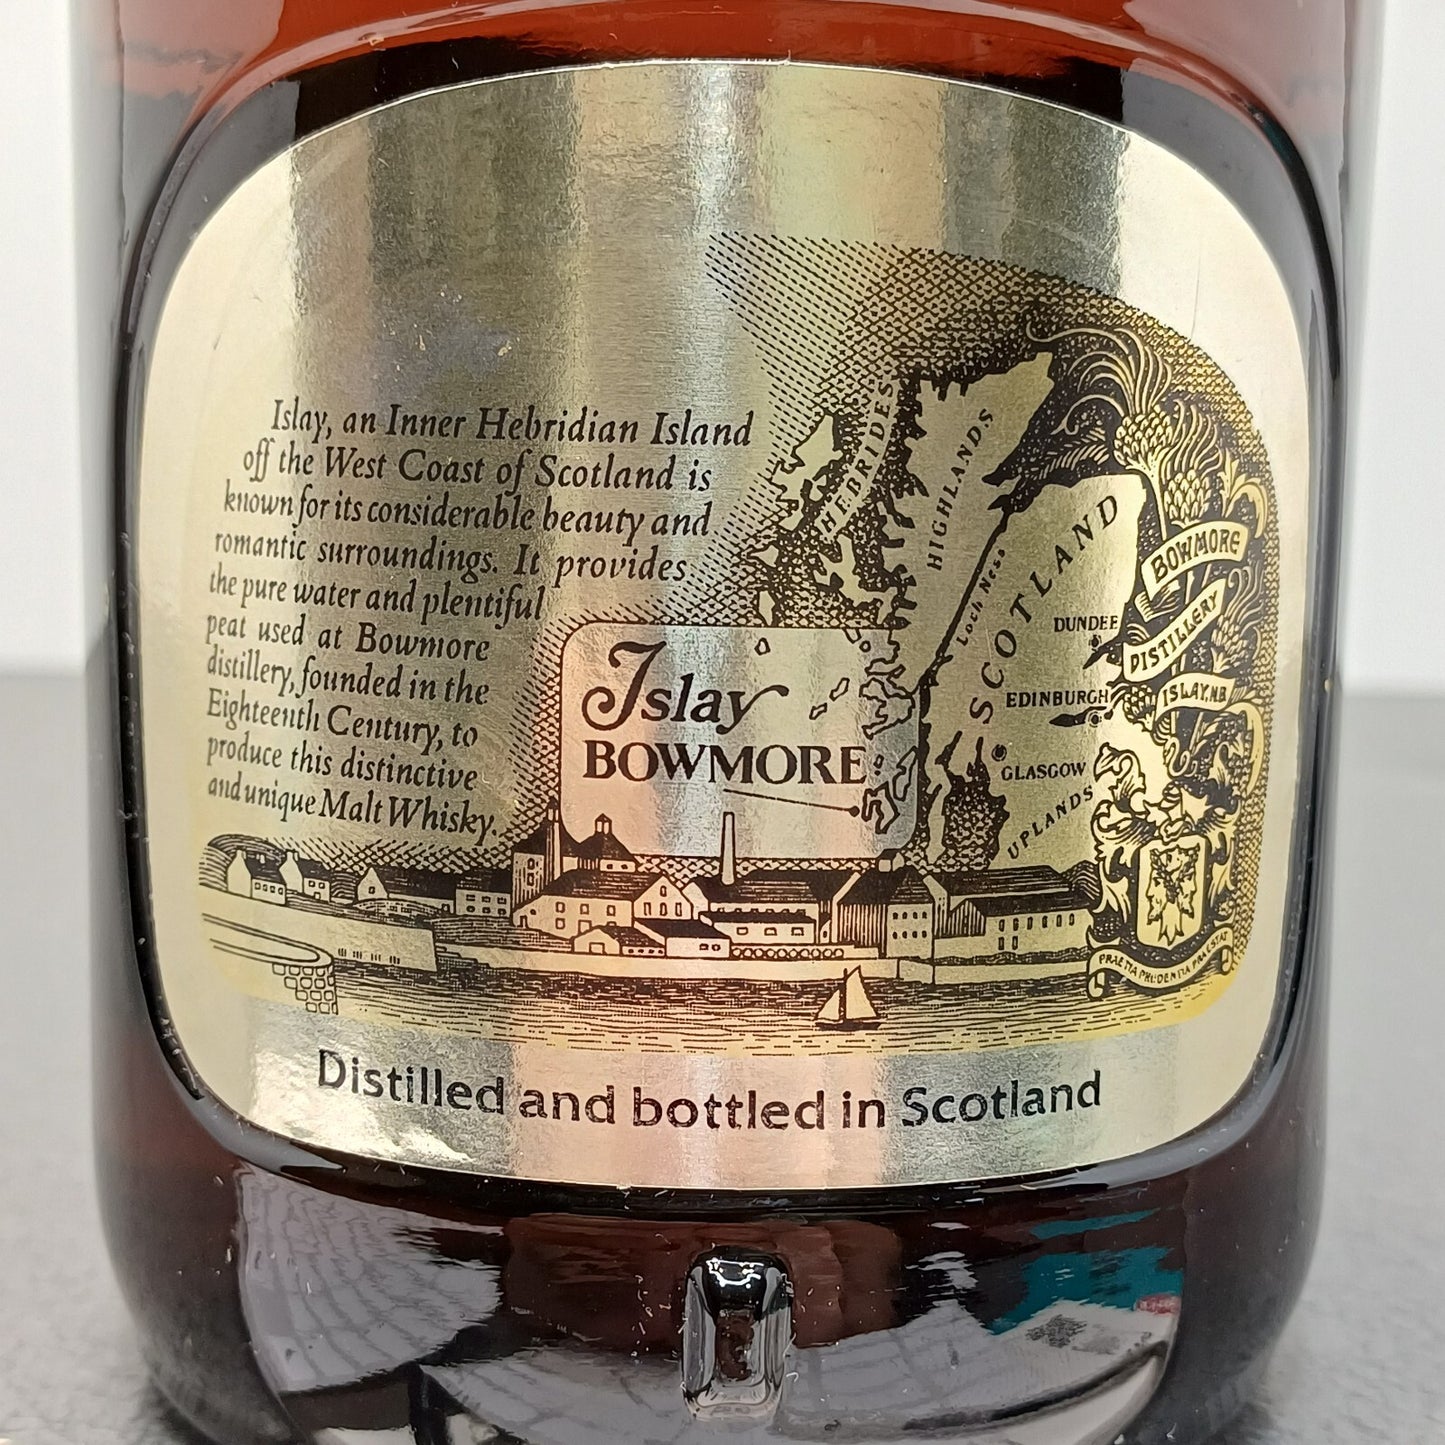 Islay, an Inner Hebridian Island
off the West Coast of Scotland is
known for its considerable beauty and
romantic surroundings. It provides
the pure water and plentiful
peat used at Bowmore
distillery, founded in the
Eighteenth Century, to
produce this distinctive
and unique Malt Whisky.
HEBRIDES
HIGHLANDS
Loch Ness
SCOTLAND
DUNDEE
EDINBURGH
GLASGOW
UPLANDS
Islay
BOWMORE
BOWMORE
DISTILLERY
ISLAY.N.B.
PRAETIA PRUDENTIA PRAESTAT
Distilled and bottled in Scotland